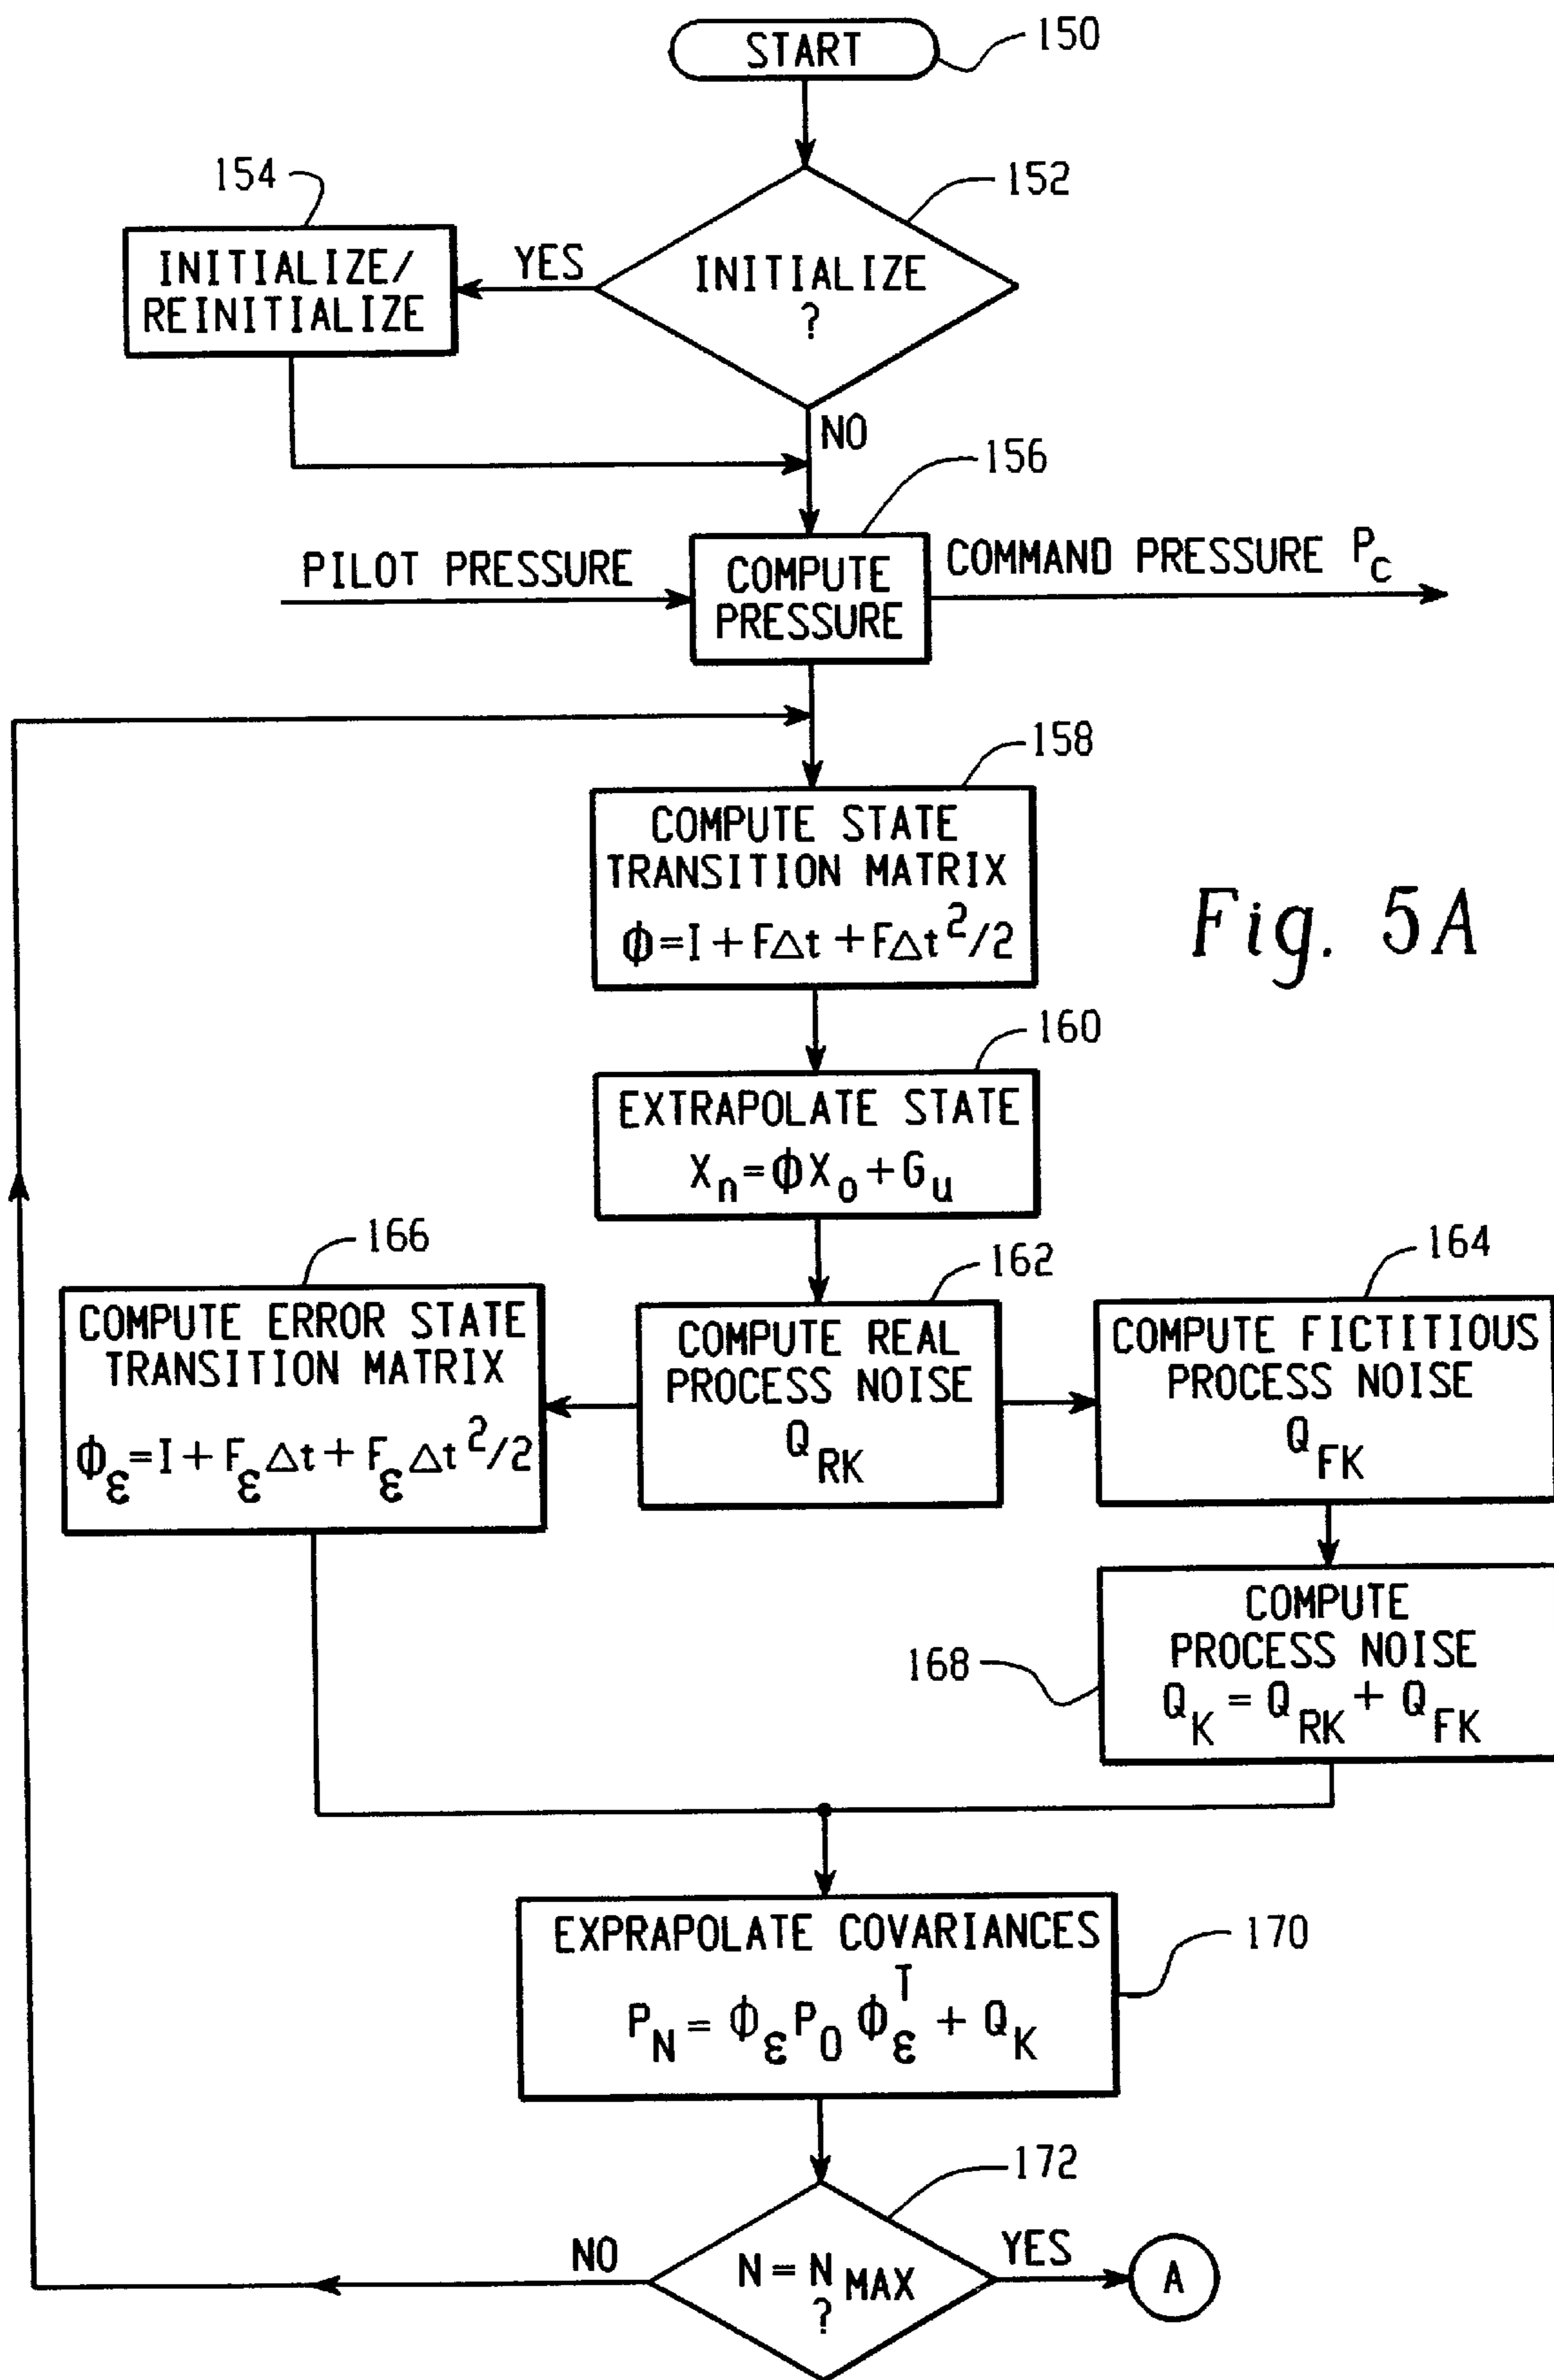 START
150
152
154
INITIALIZE
?
YES
INITIALIZE/
REINITIALIZE
NO
156
PILOT PRESSURE
COMPUTE
PRESSURE
COMMAND PRESSURE P_C
158
COMPUTE STATE
TRANSITION MATRIX
Φ=I+FΔt+FΔt²/2
Fig. 5A
160
EXTRAPOLATE STATE
X_n=ΦX_o+G_u
166
162
164
COMPUTE ERROR STATE
TRANSITION MATRIX
Φ_ε=I+F_εΔt+F_εΔt²/2
COMPUTE REAL
PROCESS NOISE
Q_RK
COMPUTE FICTITIOUS
PROCESS NOISE
Q_FK
168
COMPUTE
PROCESS NOISE
Q_K=Q_RK+Q_FK
EXPRAPOLATE COVARIANCES
P_N=Φ_εP_0Φ_ε^T+Q_K
170
172
NO
N=N_MAX
?
YES
A